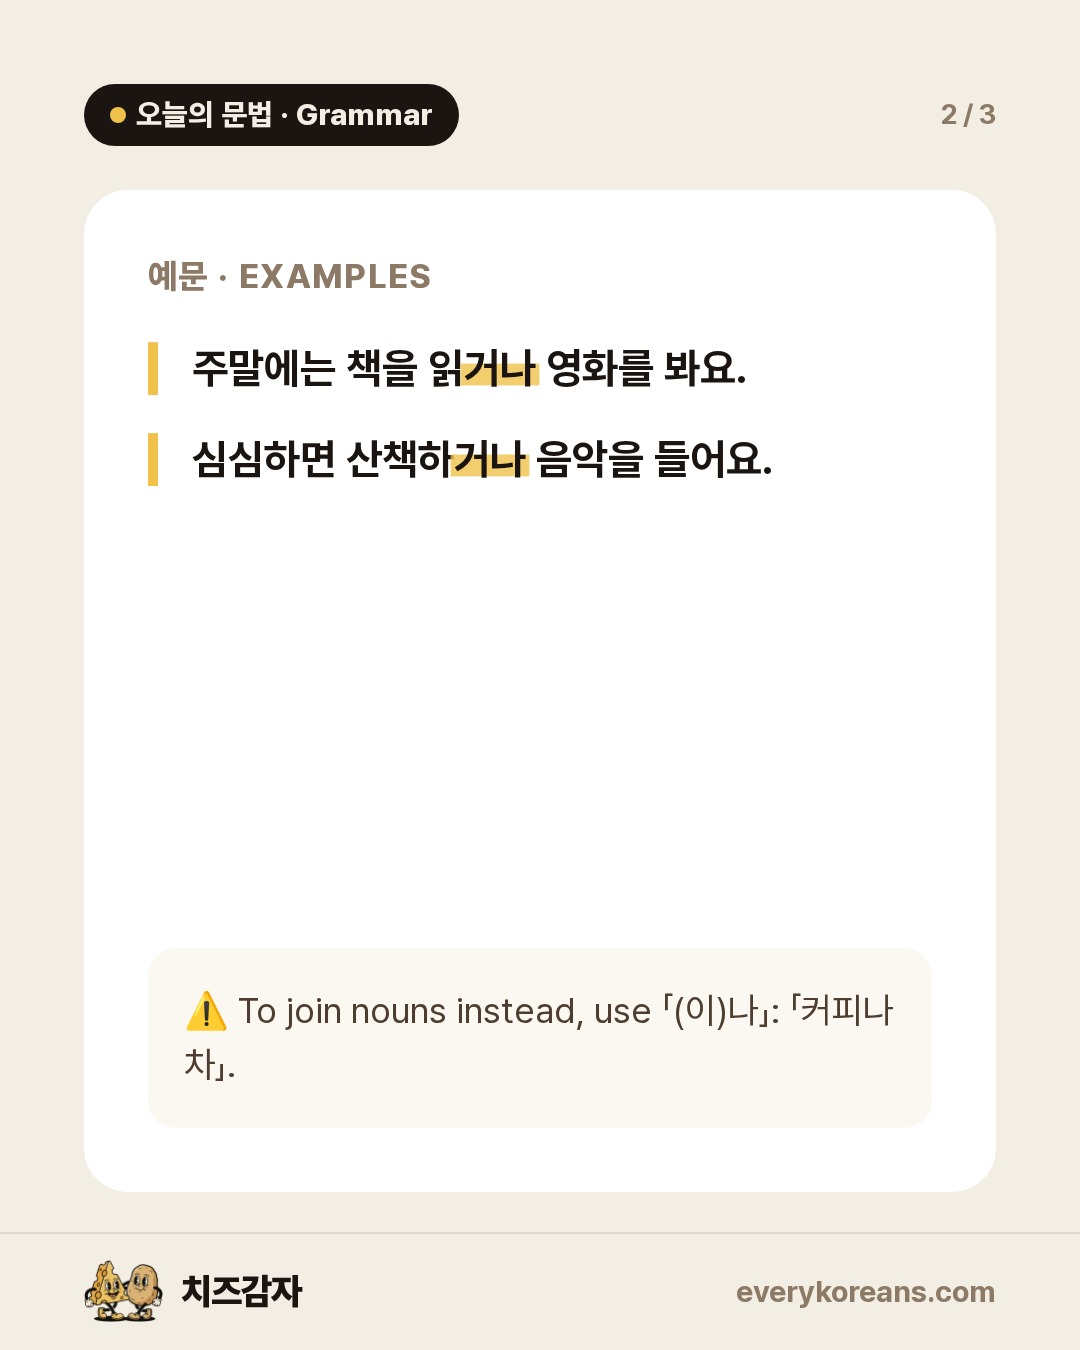 오늘의 문법 · Grammar
2 / 3
예문 · EXAMPLES
주말에는 책을 읽거나 영화를 봐요.
심심하면 산책하거나 음악을 들어요.
⚠️ To join nouns instead, use 「(이)나」: 「커피나
차」.
치즈감자
everykoreans.com